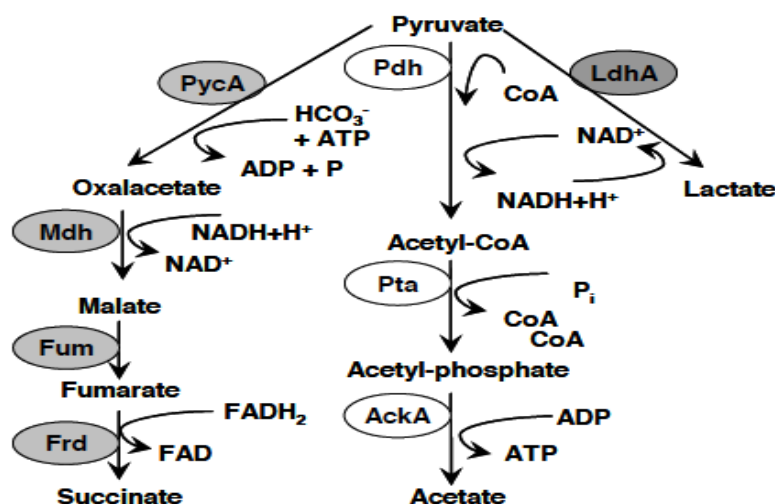 Pyruvate
PycA
Pdh
LdhA
CoA
HCO₃⁻
+ ATP
ADP + P
NAD⁺
NADH+H⁺
Oxalacetate
Lactate
Mdh
NADH+H⁺
NAD⁺
Acetyl-CoA
Pta
Pᵢ
CoA
CoA
Malate
Fum
Fumarate
Acetyl-phosphate
Frd
FADH₂
FAD
AckA
ADP
ATP
Succinate
Acetate